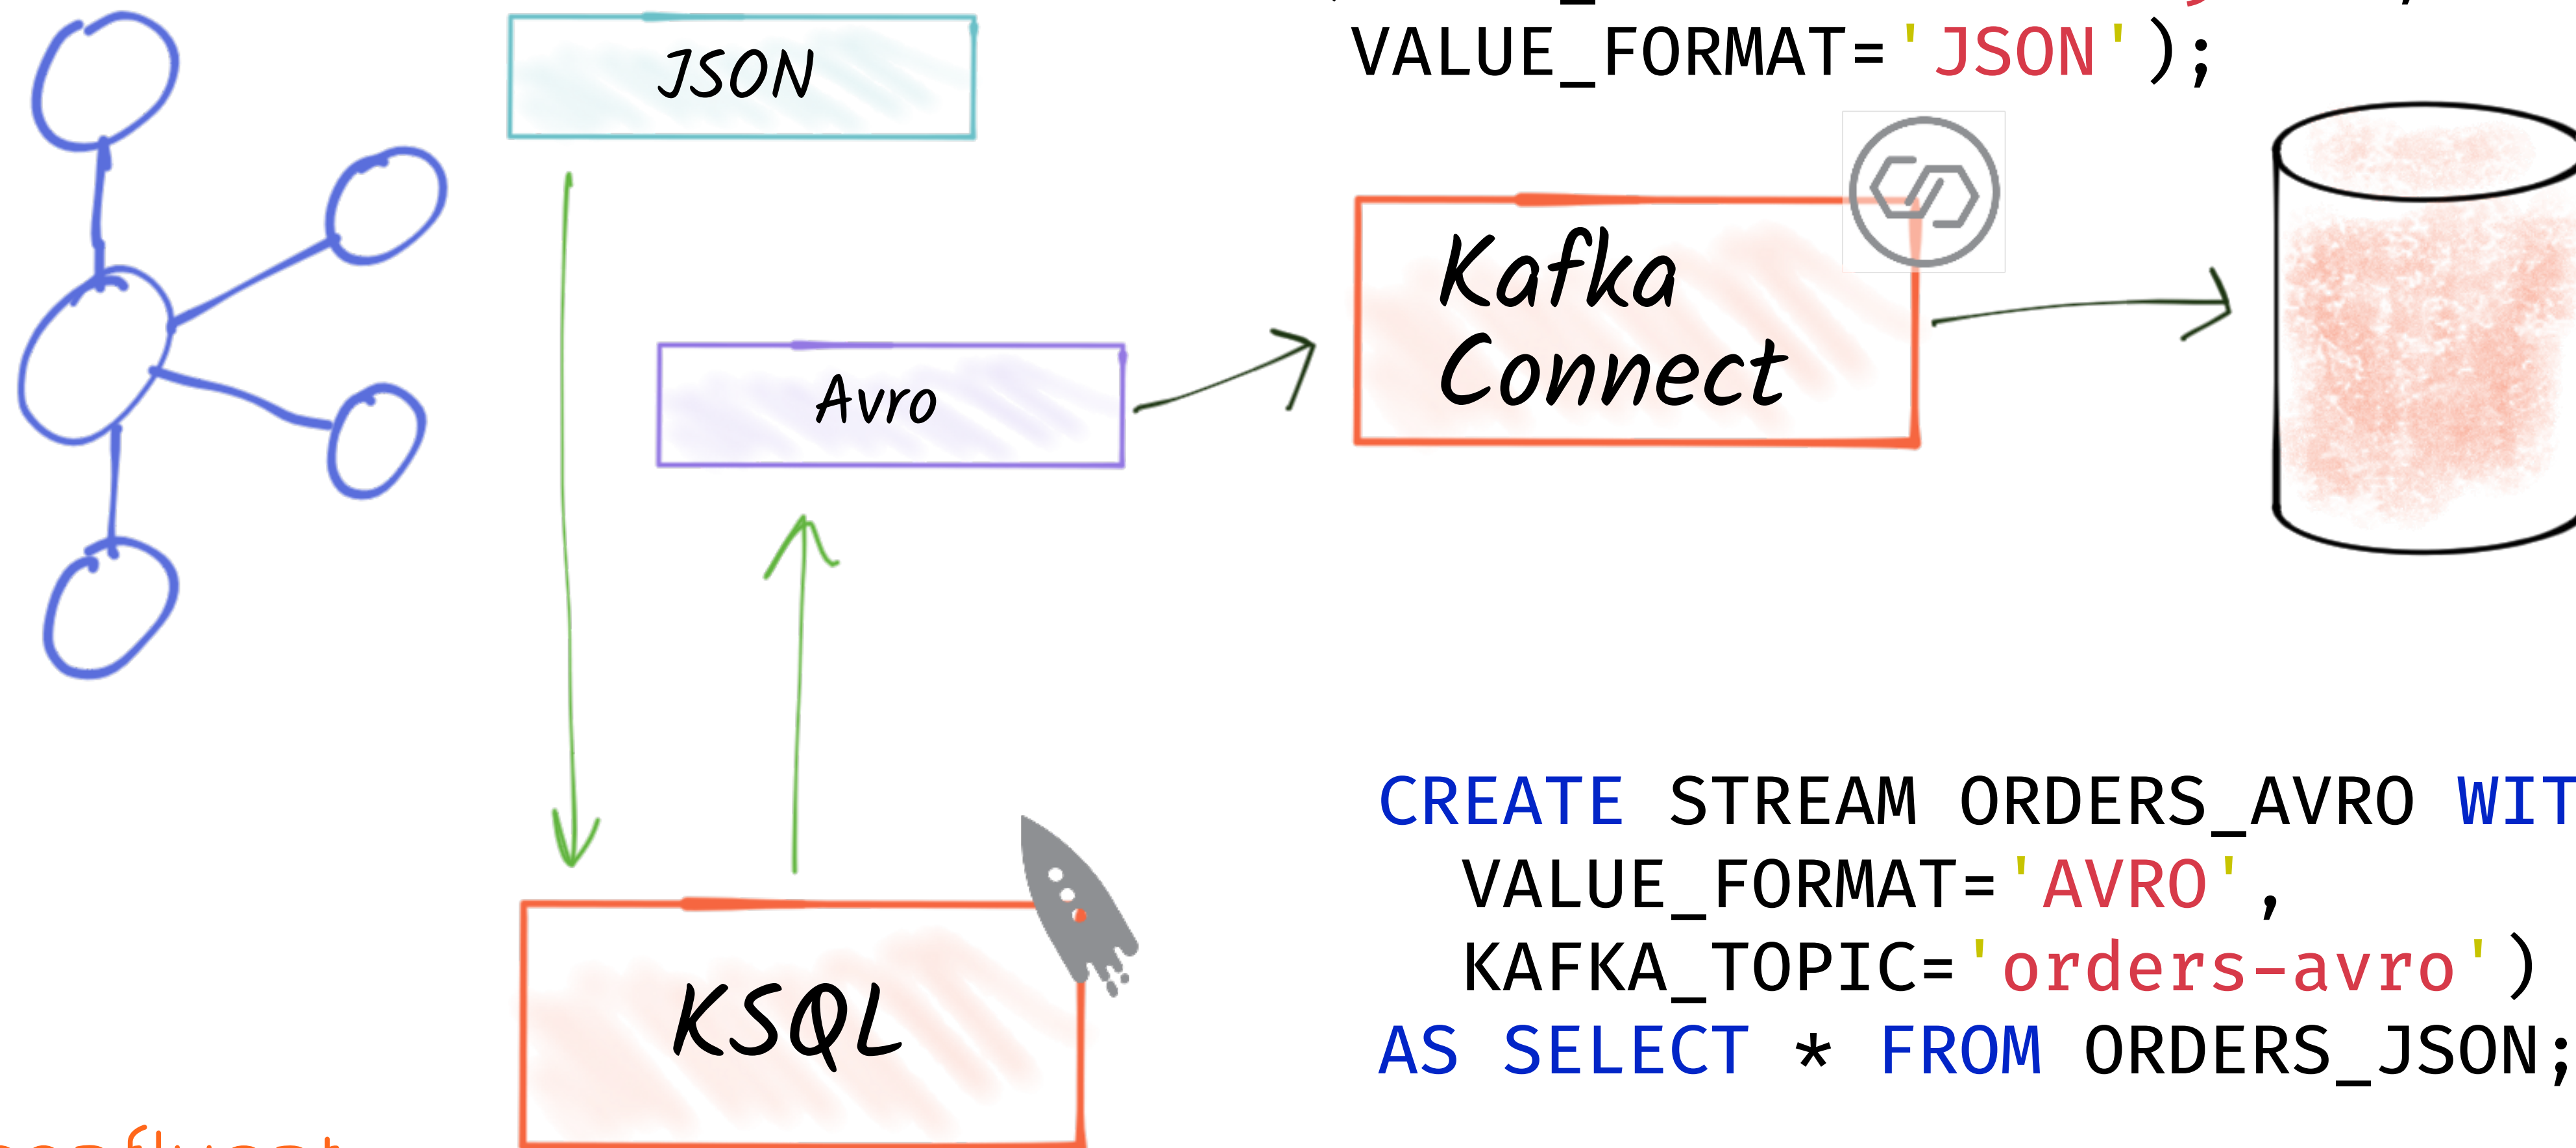 VALUE_FORMAT='JSON');
JSON
Kafka
Connect
Avro
CREATE STREAM ORDERS_AVRO
VALUE_FORMAT='AVRO',
KAFKA_TOPIC='orders-avro')
AS SELECT * FROM ORDERS_JSON;
KSQL